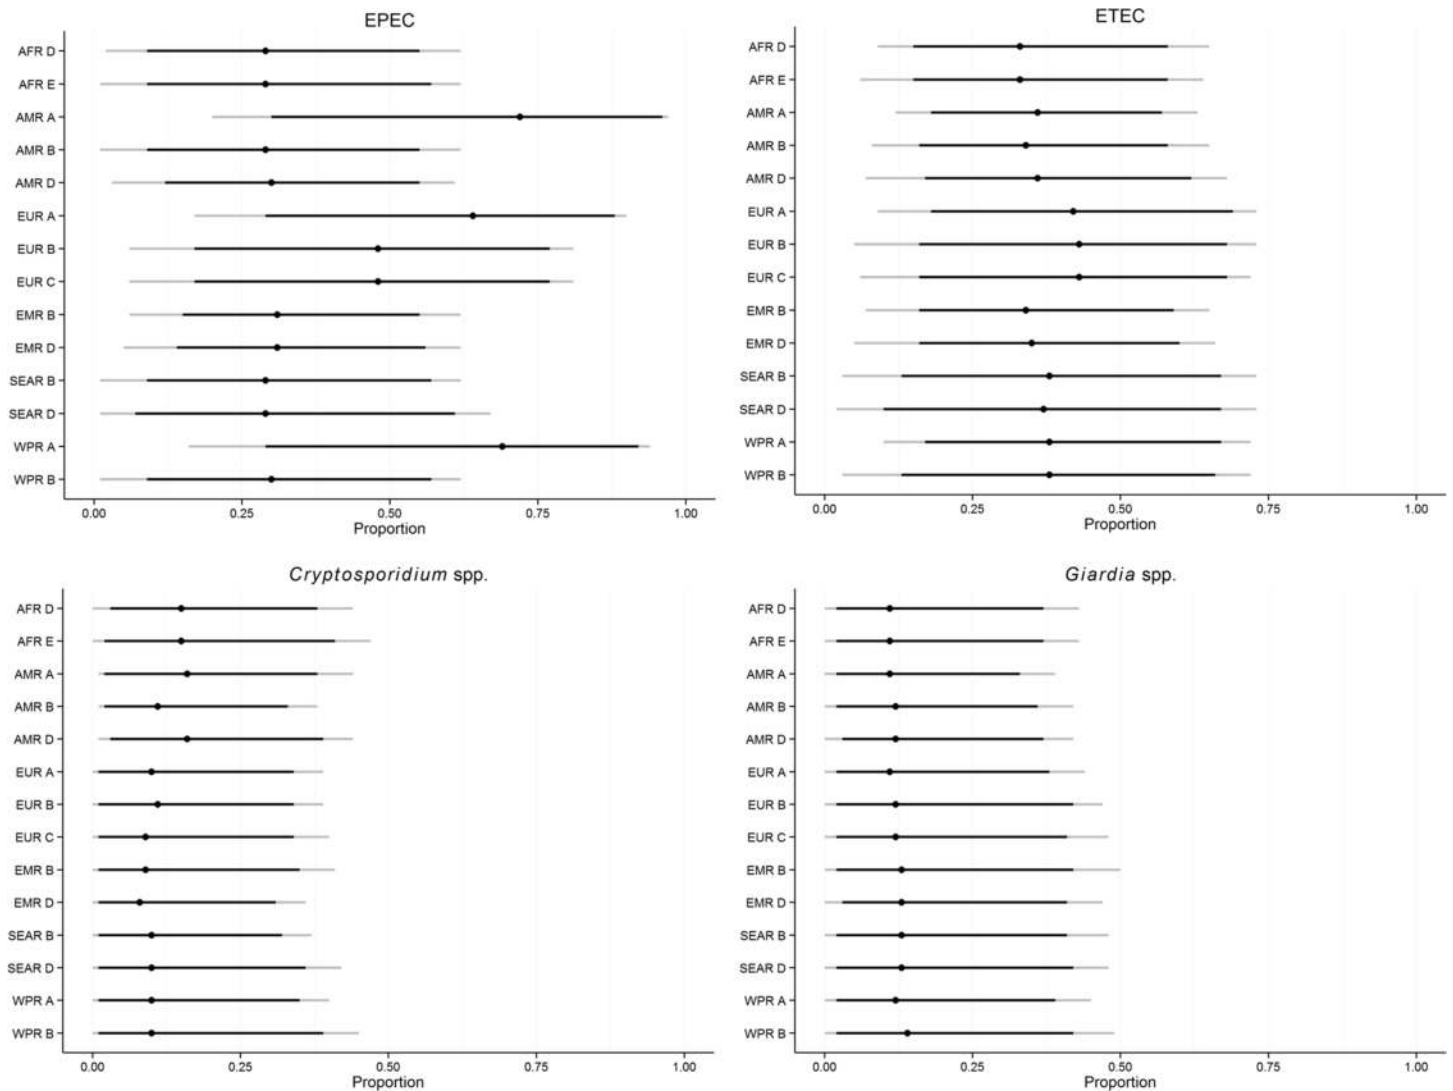 EPEC
AFR D
AFR E
AMR A
AMR B
AMR D
EUR A
EUR B
EUR C
EMR B
EMR D
SEAR B
SEAR D
WPR A
WPR B
0.00 0.25 0.50 0.75 1.00
Proportion
ETEC
AFR D
AFR E
AMR A
AMR B
AMR D
EUR A
EUR B
EUR C
EMR B
EMR D
SEAR B
SEAR D
WPR A
WPR B
0.00 0.25 0.50 0.75 1.00
Proportion
Cryptosporidium spp.
AFR D
AFR E
AMR A
AMR B
AMR D
EUR A
EUR B
EUR C
EMR B
EMR D
SEAR B
SEAR D
WPR A
WPR B
0.00 0.25 0.50 0.75 1.00
Proportion
Giardia spp.
AFR D
AFR E
AMR A
AMR B
AMR D
EUR A
EUR B
EUR C
EMR B
EMR D
SEAR B
SEAR D
WPR A
WPR B
0.00 0.25 0.50 0.75 1.00
Proportion